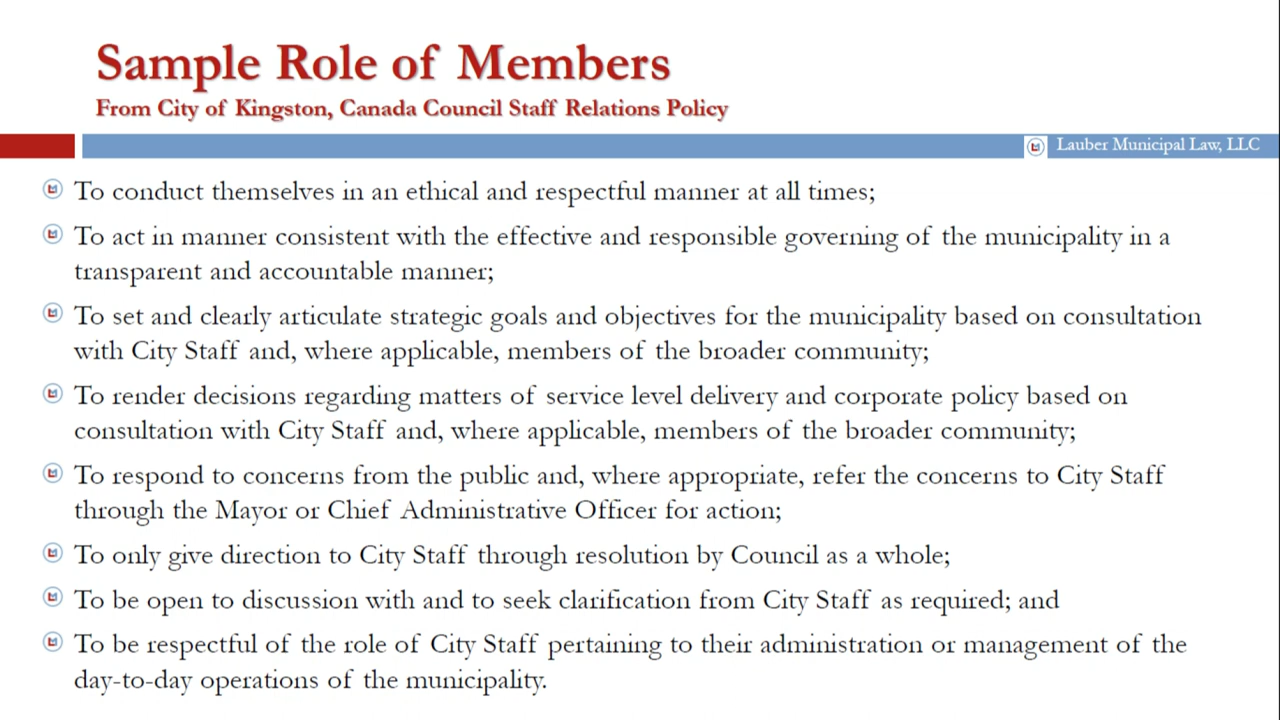 Sample Role of Members
From City of Kingston, Canada Council Staff Relations Policy
Lauber Municipal Law, LLC
To conduct themselves in an ethical and respectful manner at all times;
To act in manner consistent with the effective and responsible governing of the municipality in a
transparent and accountable manner;
To set and clearly articulate strategic goals and objectives for the municipality based on consultation
with City Staff and, where applicable, members of the broader community;
To render decisions regarding matters of service level delivery and corporate policy based on
consultation with City Staff and, where applicable, members of the broader community;
To respond to concerns from the public and, where appropriate, refer the concerns to City Staff
through the Mayor or Chief Administrative Officer for action;
To only give direction to City Staff through resolution by Council as a whole;
To be open to discussion with and to seek clarification from City Staff as required; and
To be respectful of the role of City Staff pertaining to their administration or management of the
day-to-day operations of the municipality.